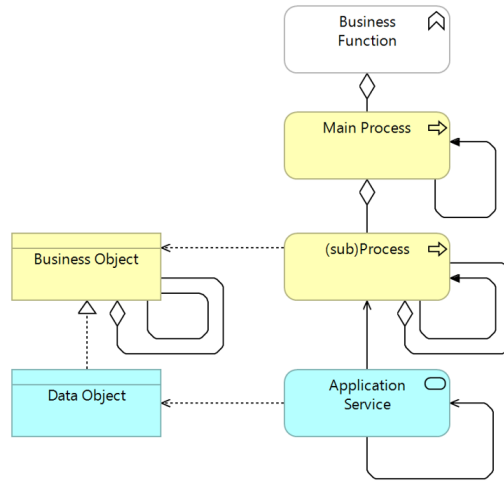 Business
Function
Main Process
Business Object
(sub)Process
Data Object
Application
Service